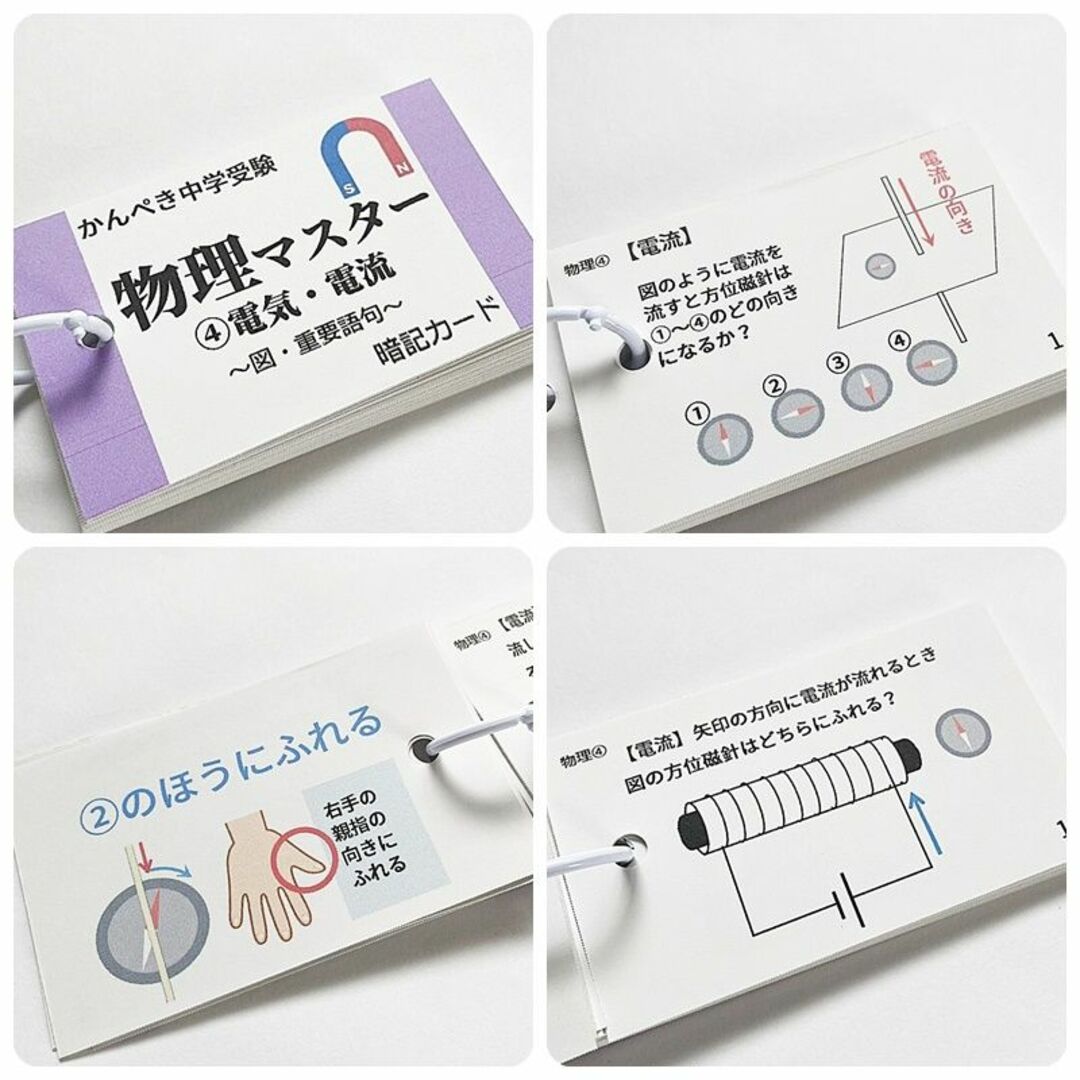 かんぺき中学受験
物理マスター
④電気・電流
～図・重要語句～
暗記カード
S
N
物理④ 【電流】
図のように電流を
流すと方位磁針は
①～④のどの向き
になるか？
電流の向き
①
②
③
④
1
②のほうにふれる
右手の
親指の
向きに
ふれる
物理④ 【電流
流し
物理④ 【電流】矢印の方向に電流が流れるとき
図の方位磁針はどちらにふれる？
1